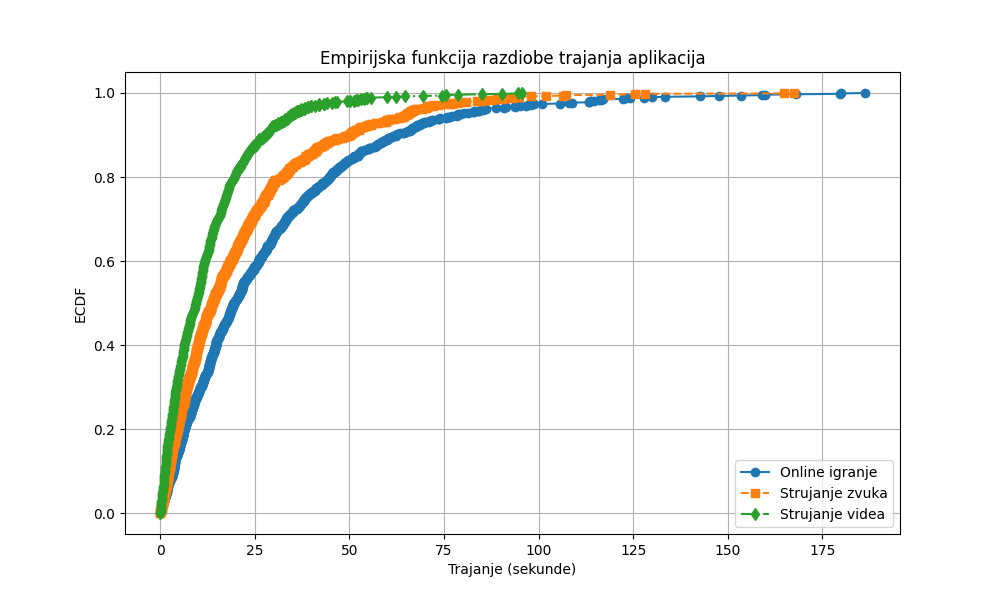 Empirijska funkcija razdiobe trajanja aplikacija
ECDF
1.0
0.8
0.6
0.4
0.2
0.0
0 25 50 75 100 125 150 175
Trajanje (sekunde)
Online igranje
Strujanje zvuka
Strujanje videa